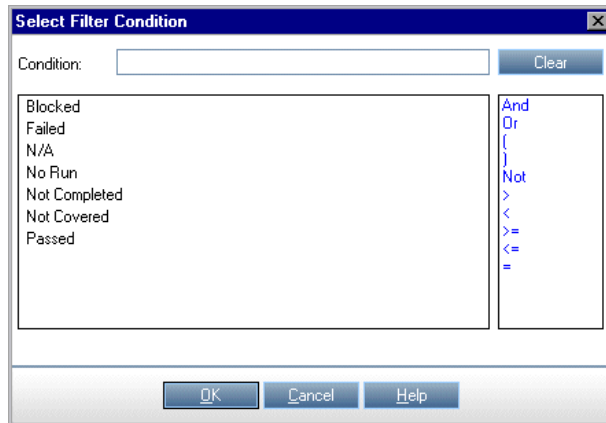 Select Filter Condition
Condition:
Clear
Blocked
Failed
N/A
No Run
Not Completed
Not Covered
Passed
And
Or
(
)
Not
>
<
>=
<=
=
OK
Cancel
Help